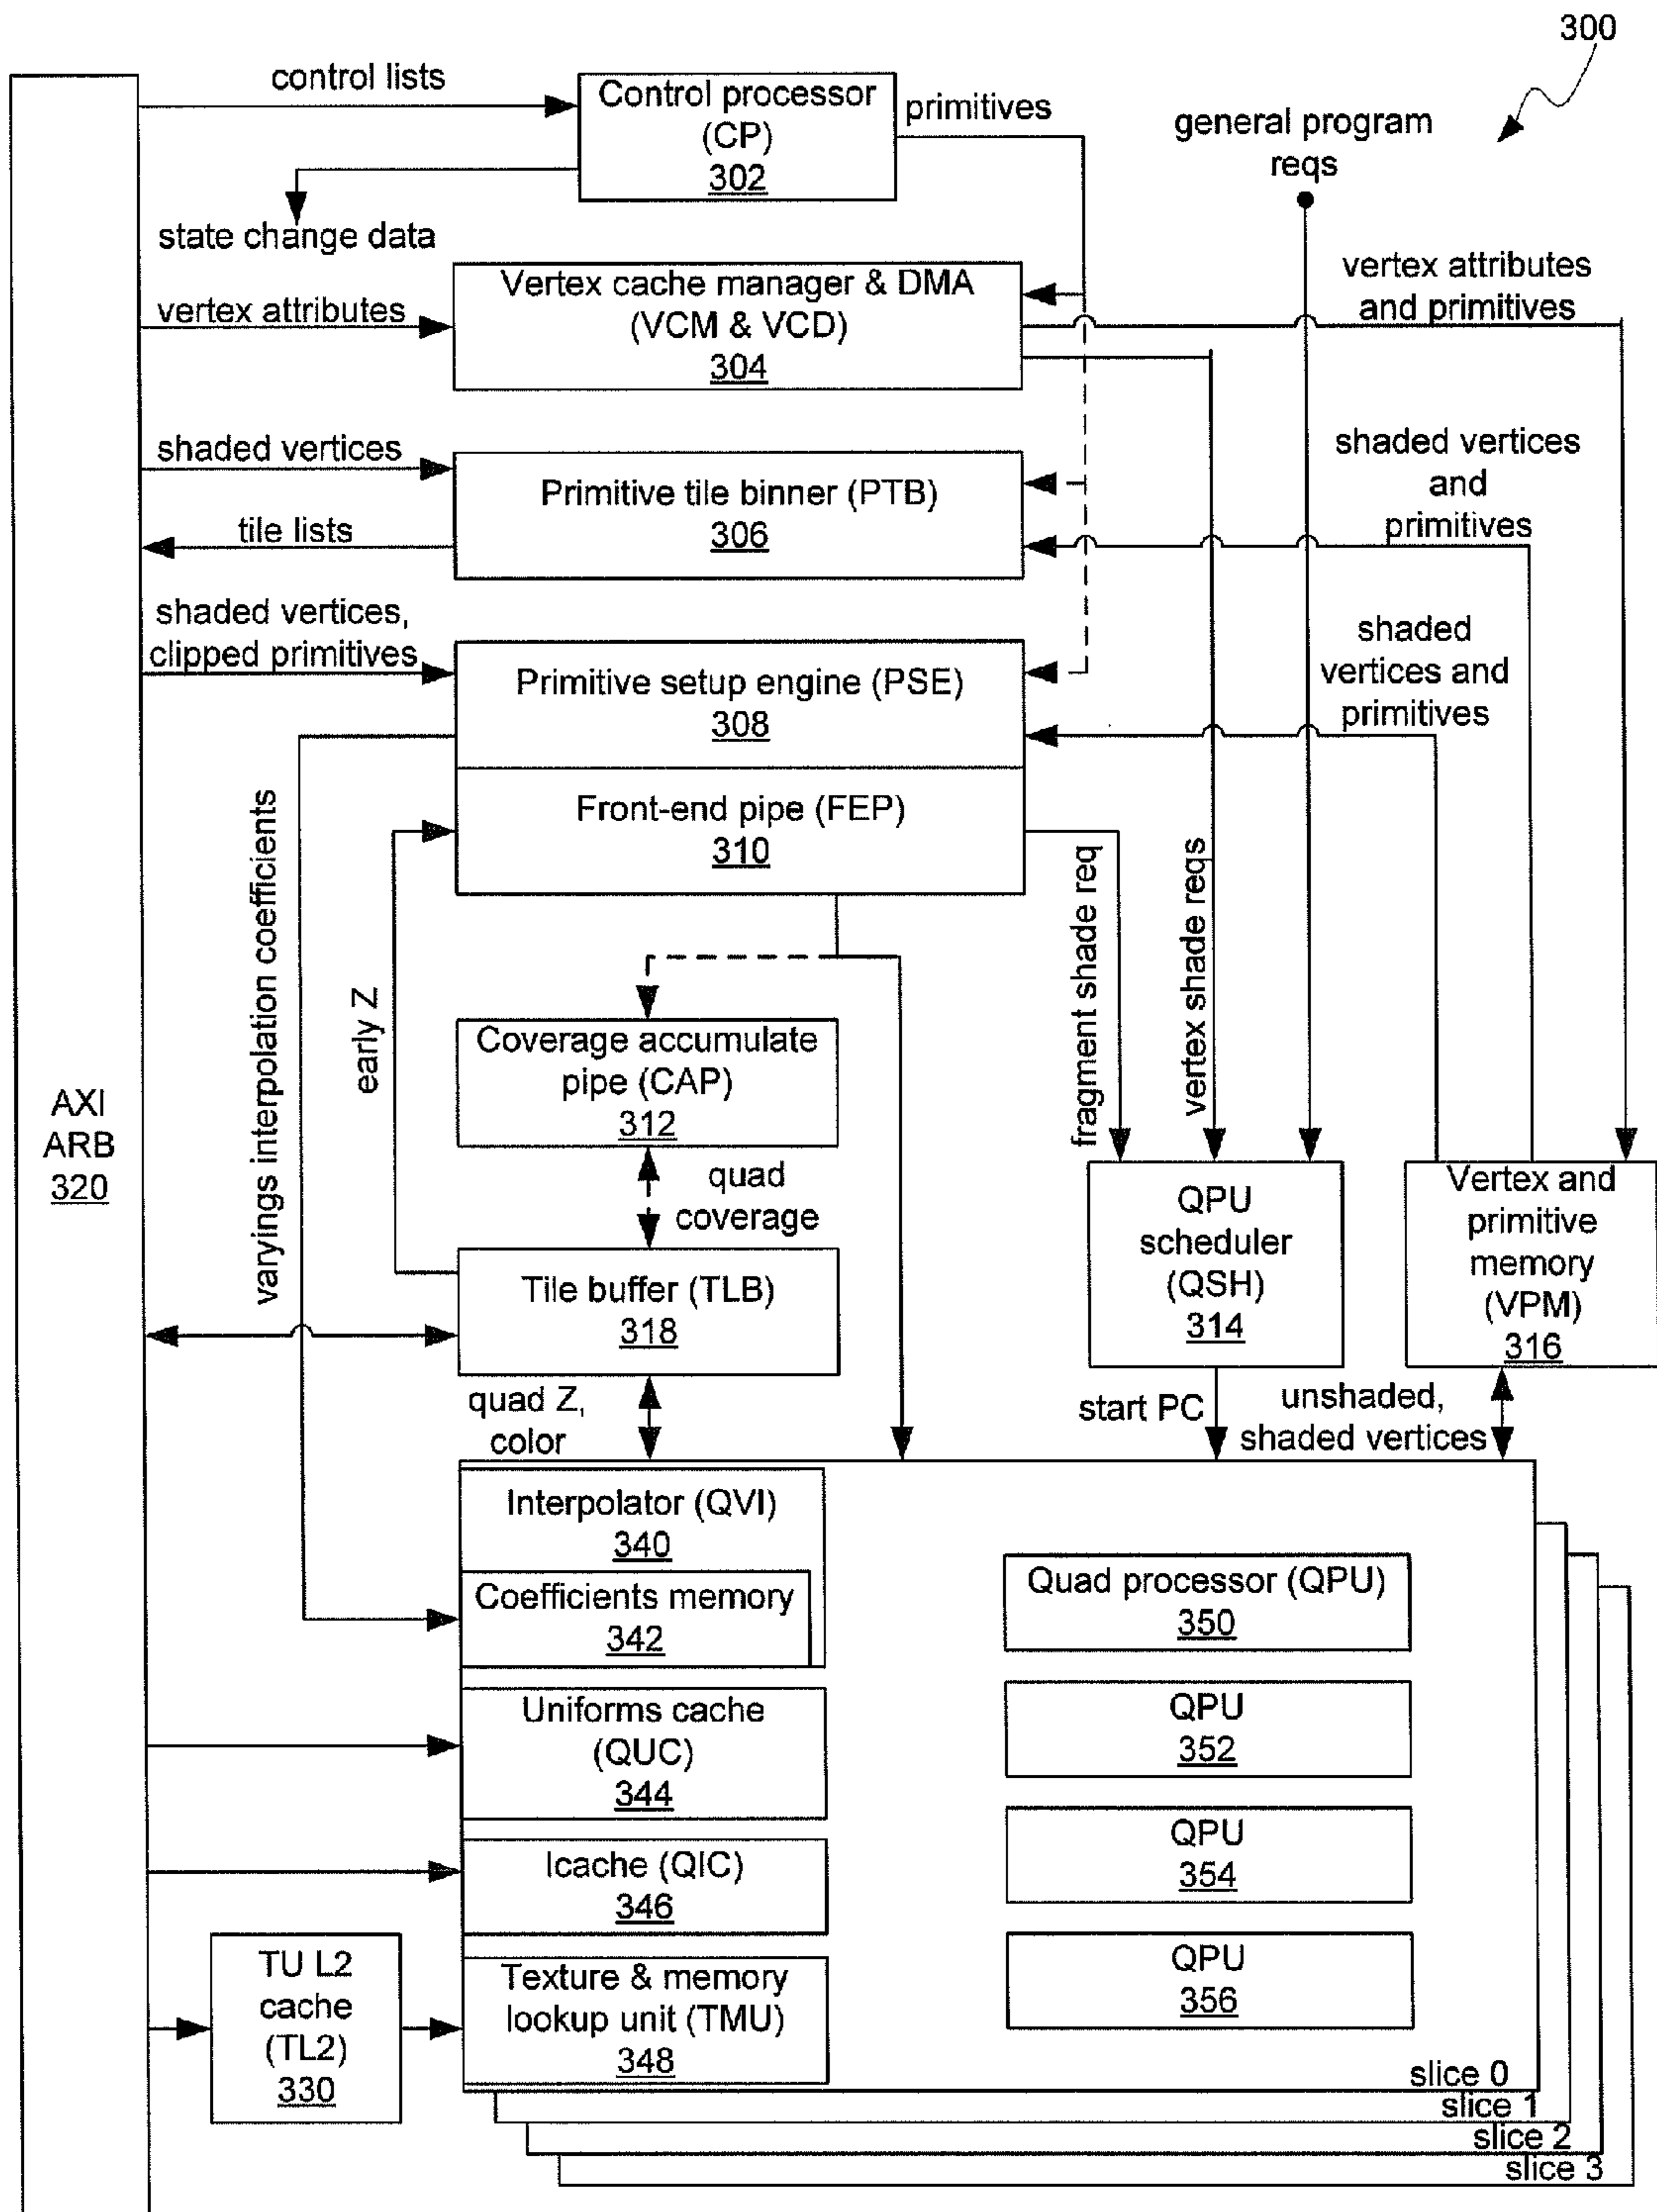 300
control lists
Control processor
(CP)
302
primitives
general program
reqs
state change data
vertex attributes
Vertex cache manager & DMA
(VCM & VCD)
304
vertex attributes
and primitives
shaded vertices
Primitive tile binner (PTB)
306
tile lists
shaded vertices
and
primitives
shaded vertices,
clipped primitives
Primitive setup engine (PSE)
308
shaded
vertices and
primitives
Front-end pipe (FEP)
310
varyings interpolation coefficients
early Z
fragment shade req
vertex shade reqs
Coverage accumulate
pipe (CAP)
312
quad
coverage
AXI
ARB
320
Tile buffer (TLB)
318
QPU
scheduler
(QSH)
314
Vertex and
primitive
memory
(VPM)
316
quad Z,
color
start PC
unshaded,
shaded vertices
Interpolator (QVI)
340
Coefficients memory
342
Uniforms cache
(QUC)
344
Icache (QIC)
346
Texture & memory
lookup unit (TMU)
348
Quad processor (QPU)
350
QPU
352
QPU
354
QPU
356
TU L2
cache
(TL2)
330
slice 0
slice 1
slice 2
slice 3